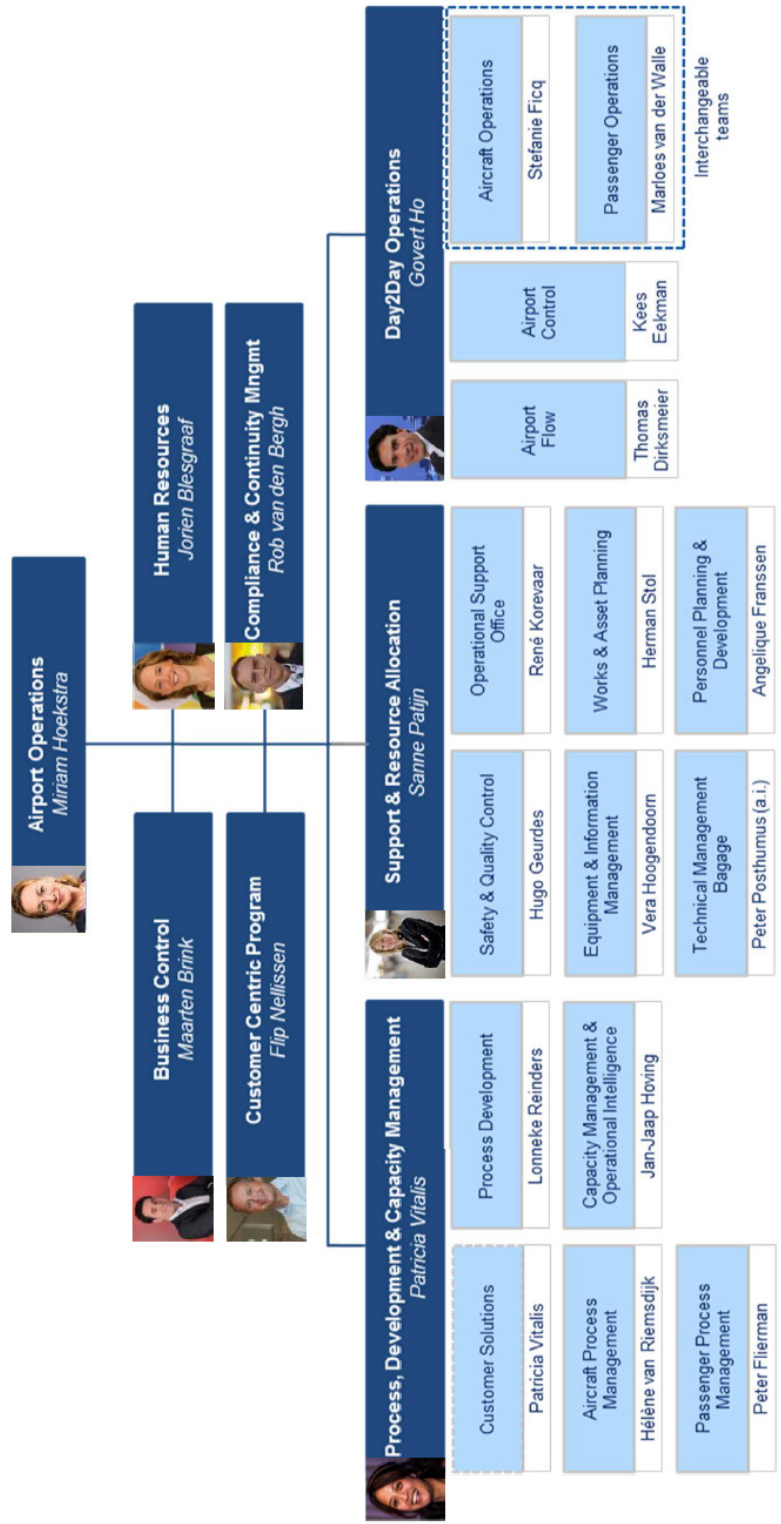 Airport Operations
Miriam Hoekstra
Business Control
Maarten Brink
Human Resources
Jorien Blesgraaf
Customer Centric Program
Flip Nellissen
Compliance & Continuity Mngmt
Rob van den Bergh
Process, Development & Capacity Management
Patricia Vitalis
Customer Solutions
Patricia Vitalis
Process Development
Lonneke Reinders
Aircraft Process
Management
Hélène van Riemsdijk
Capacity Management &
Operational Intelligence
Jan-Jaap Hoving
Passenger Process
Management
Peter Flierman
Support & Resource Allocation
Sanne Patijn
Safety & Quality Control
Hugo Geurdes
Operational Support
Office
René Korevaar
Equipment & Information
Management
Vera Hoogendoorn
Works & Asset Planning
Herman Stol
Technical Management
Bagage
Peter Posthumus (a.i.)
Personnel Planning &
Development
Angelique Franssen
Day2Day Operations
Govert Ho
Airport
Flow
Thomas
Dirksmeier
Airport
Control
Kees
Eekman
Aircraft Operations
Stefanie Ficq
Passenger Operations
Marloes van der Walle
Interchangeable
teams